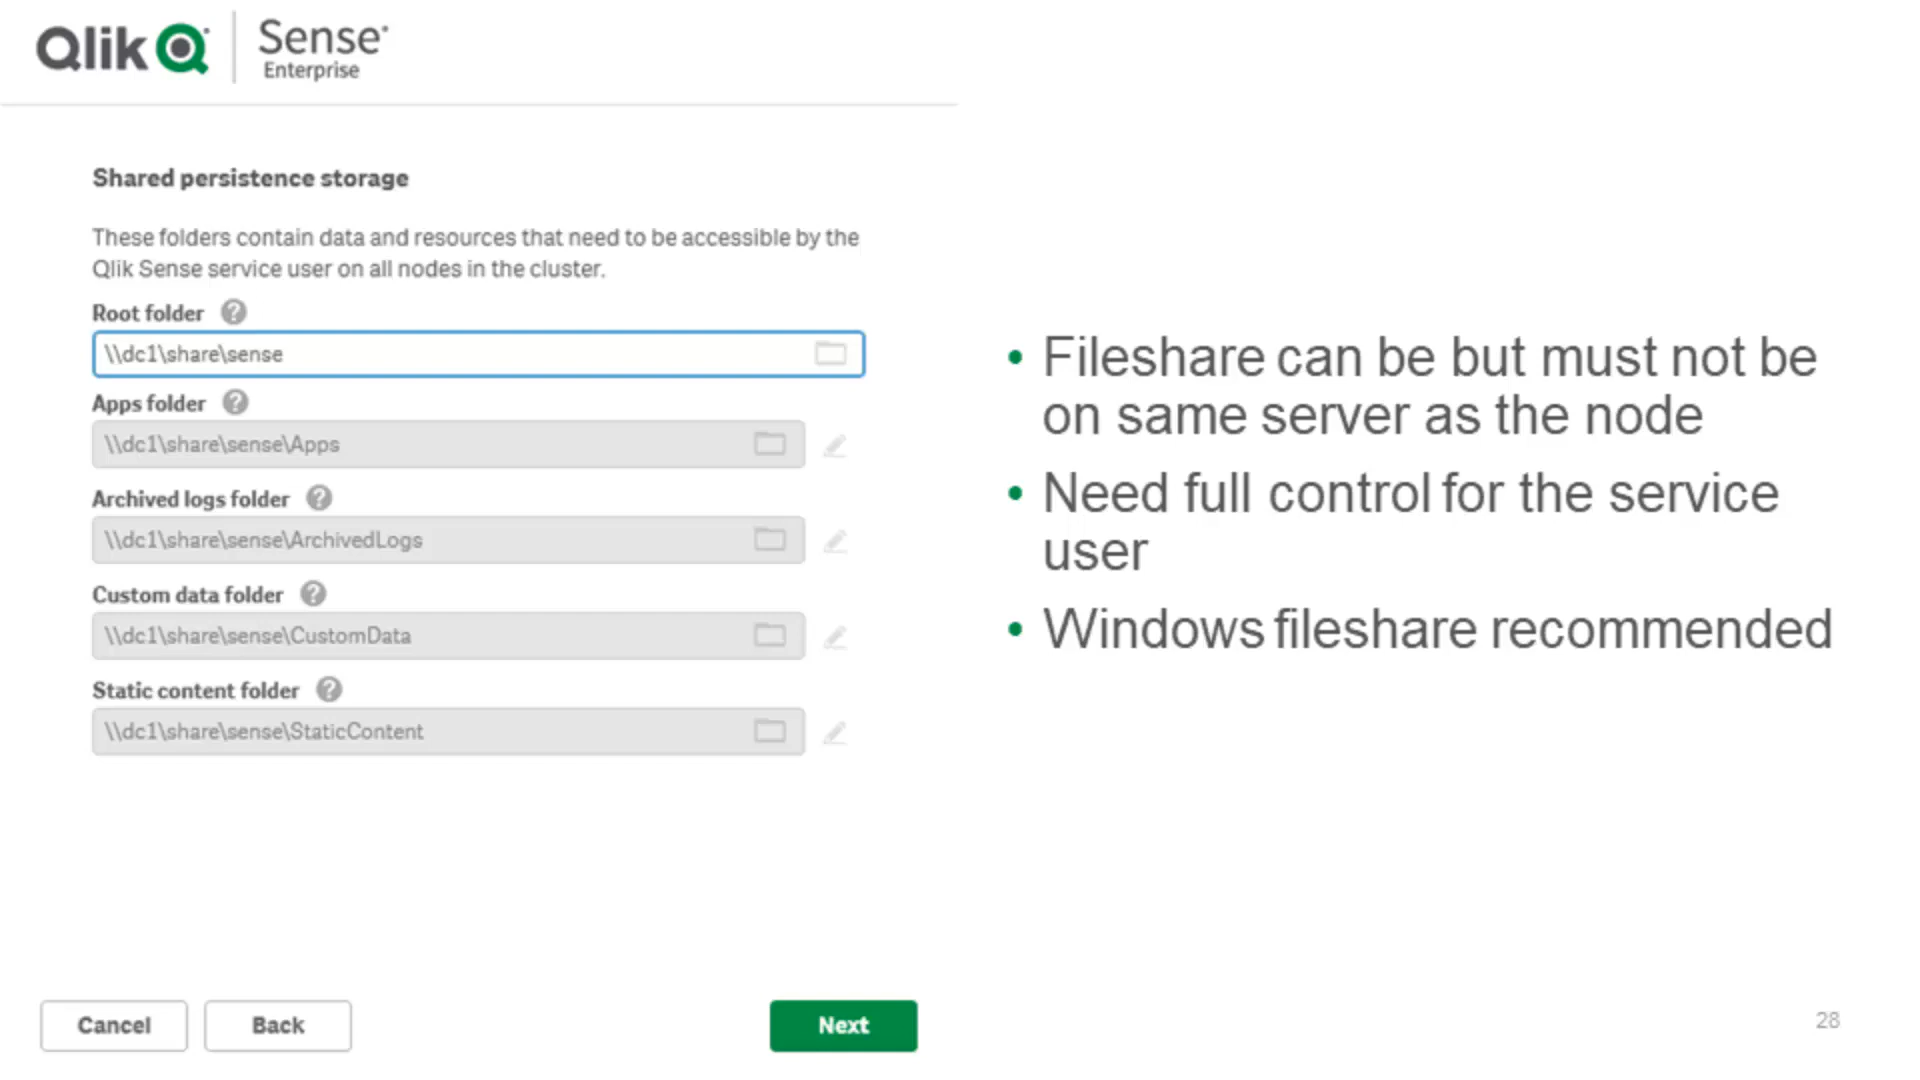 Qlik
Sense
Enterprise
Shared persistence storage
These folders contain data and resources that need to be accessible by the
Qlik Sense service user on all nodes in the cluster.
Root folder ?
\\dc1\share\sense
Apps folder ?
\\dc1\share\sense\Apps
Archived logs folder ?
\\dc1\share\sense\ArchivedLogs
Custom data folder ?
\\dc1\share\sense\CustomData
Static content folder ?
\\dc1\share\sense\StaticContent
Cancel
Back
Next
• Fileshare can be but must not be
on same server as the node
• Need full control for the service
user
• Windows fileshare recommended
28